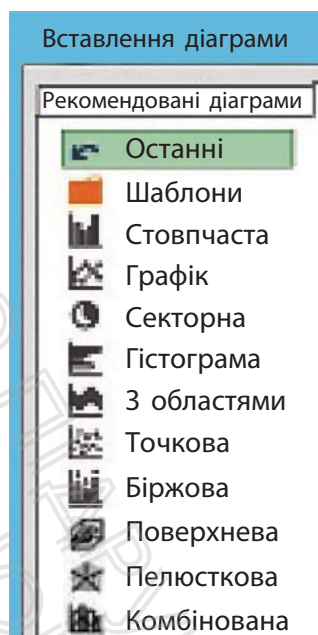 Вставлення діаграми
Рекомендовані діаграми
Останні
Шаблони
Стовпчаста
Графік
Секторна
Гістограма
З областями
Точкова
Біржова
Поверхнева
Пелюсткова
Комбінована